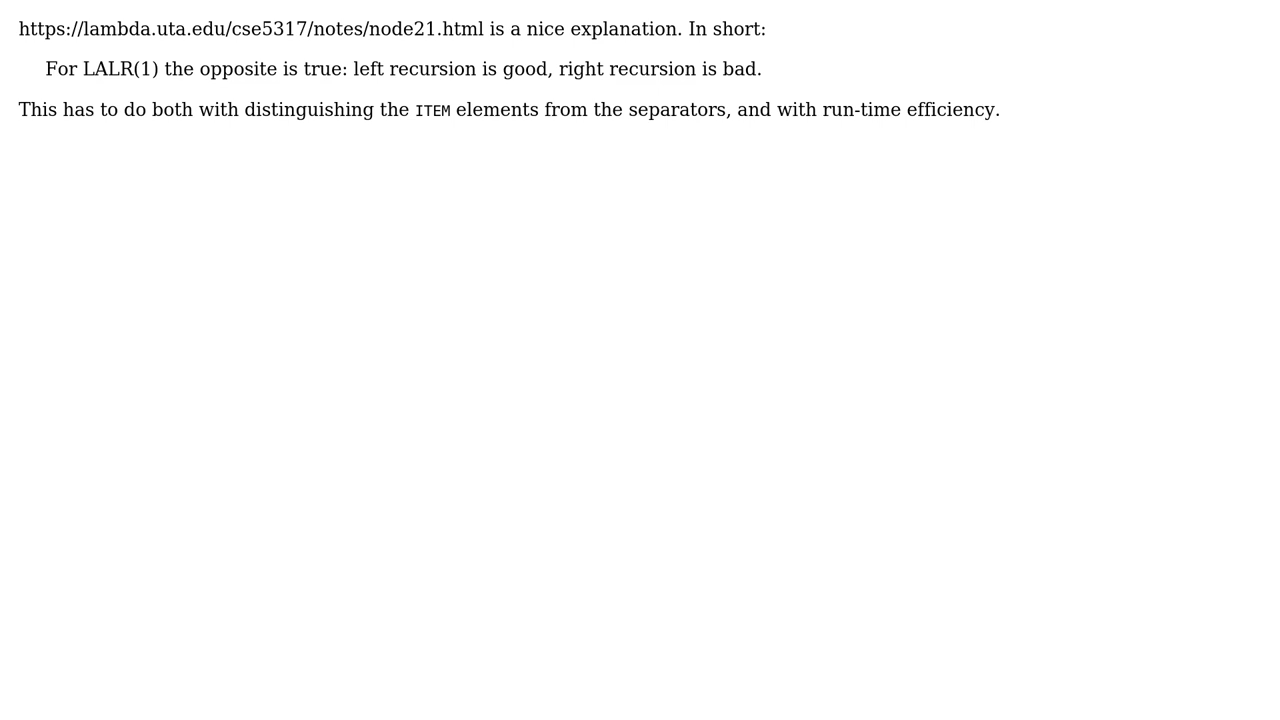 https://lambda.uta.edu/cse5317/notes/node21.html is a nice explanation. In short:
For LALR(1) the opposite is true: left recursion is good, right recursion is bad.
This has to do both with distinguishing the ITEM elements from the separators, and with run-time efficiency.